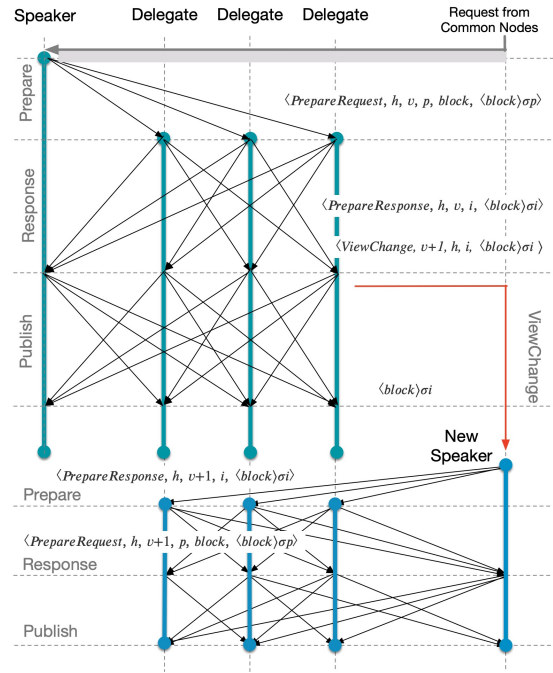 Speaker
Delegate
Delegate
Delegate
Request from
Common Nodes
Prepare
⟨PrepareRequest, h, v, p, block, ⟨block⟩σp⟩
Response
⟨PrepareResponse, h, v, i, ⟨block⟩σi⟩
⟨ViewChange, v+1, h, i, ⟨block⟩σi ⟩
Publish
ViewChange
⟨block⟩σi
New
Speaker
⟨PrepareResponse, h, v+1, i, ⟨block⟩σi⟩
Prepare
⟨PrepareRequest, h, v+1, p, block, ⟨block⟩σp⟩
Response
Publish